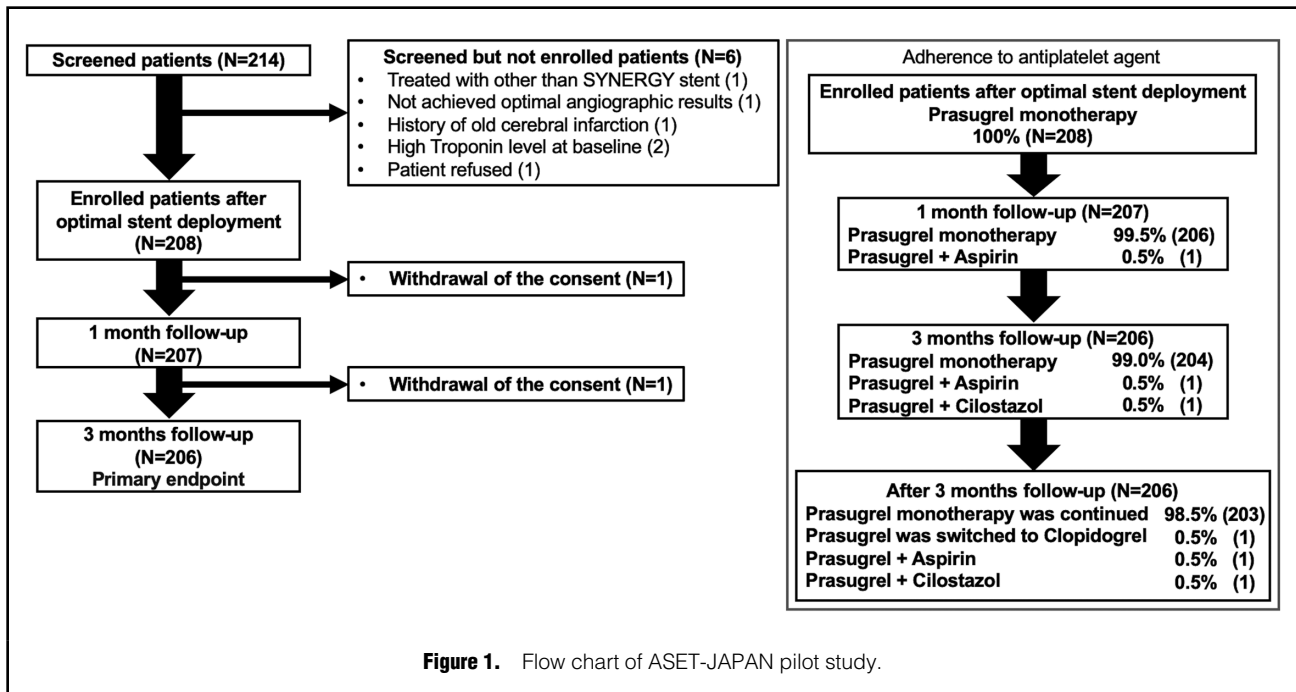 Screened patients (N=214)
Screened but not enrolled patients (N=6)
• Treated with other than SYNERGY stent (1)
• Not achieved optimal angiographic results (1)
• History of old cerebral infarction (1)
• High Troponin level at baseline (2)
• Patient refused (1)
Enrolled patients after
optimal stent deployment
(N=208)
• Withdrawal of the consent (N=1)
1 month follow-up
(N=207)
• Withdrawal of the consent (N=1)
3 months follow-up
(N=206)
Primary endpoint
Adherence to antiplatelet agent
Enrolled patients after optimal stent deployment
Prasugrel monotherapy
100% (N=208)
1 month follow-up (N=207)
Prasugrel monotherapy 99.5% (206)
Prasugrel + Aspirin 0.5% (1)
3 months follow-up (N=206)
Prasugrel monotherapy 99.0% (204)
Prasugrel + Aspirin 0.5% (1)
Prasugrel + Cilostazol 0.5% (1)
After 3 months follow-up (N=206)
Prasugrel monotherapy was continued 98.5% (203)
Prasugrel was switched to Clopidogrel 0.5% (1)
Prasugrel + Aspirin 0.5% (1)
Prasugrel + Cilostazol 0.5% (1)
Figure 1. Flow chart of ASET-JAPAN pilot study.